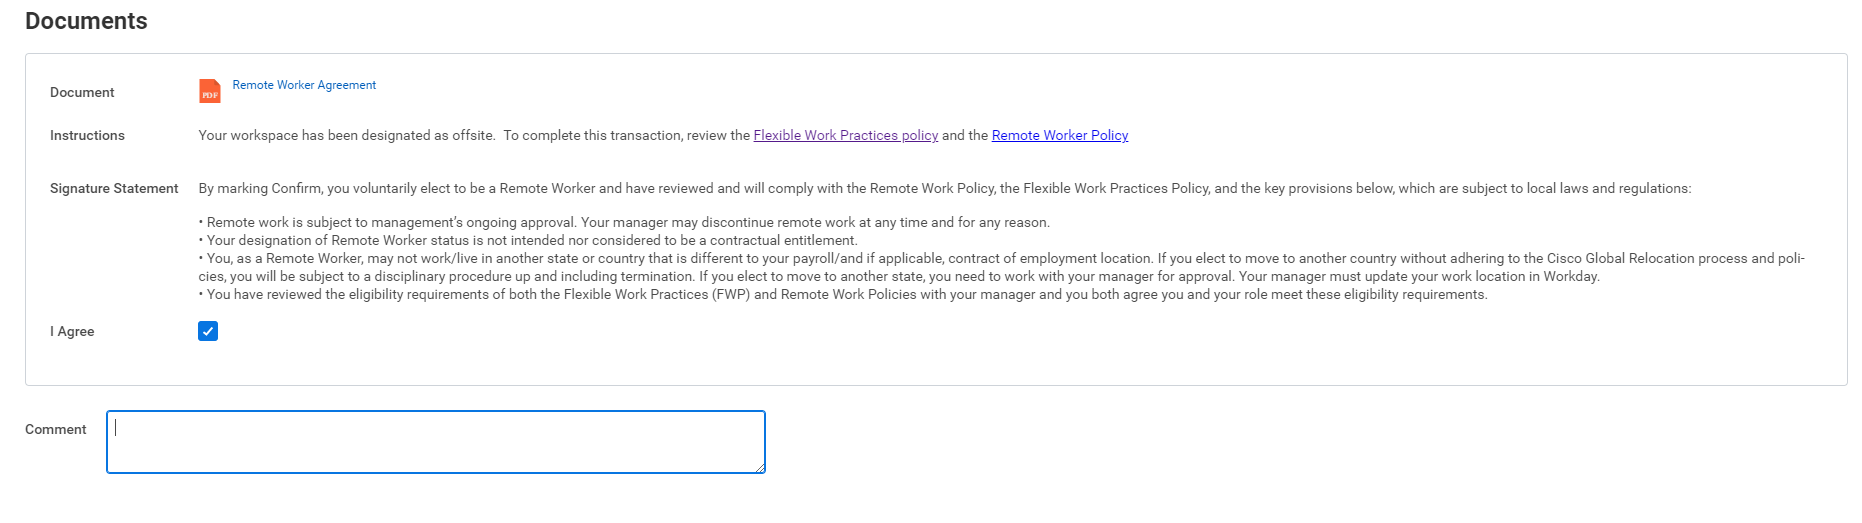 Documents
Document
PDF
Remote Worker Agreement
Instructions
Your workspace has been designated as offsite.  To complete this transaction, review the Flexible Work Practices policy and the Remote Worker Policy
Signature Statement
By marking Confirm, you voluntarily elect to be a Remote Worker and have reviewed and will comply with the Remote Work Policy, the Flexible Work Practices Policy, and the key provisions below, which are subject to local laws and regulations:
• Remote work is subject to management’s ongoing approval. Your manager may discontinue remote work at any time and for any reason.
• Your designation of Remote Worker status is not intended nor considered to be a contractual entitlement.
• You, as a Remote Worker, may not work/live in another state or country that is different to your payroll/and if applicable, contract of employment location. If you elect to move to another country without adhering to the Cisco Global Relocation process and poli-
cies, you will be subject to a disciplinary procedure up and including termination. If you elect to move to another state, you need to work with your manager for approval. Your manager must update your work location in Workday.
• You have reviewed the eligibility requirements of both the Flexible Work Practices (FWP) and Remote Work Policies with your manager and you both agree you and your role meet these eligibility requirements.
I Agree
Comment